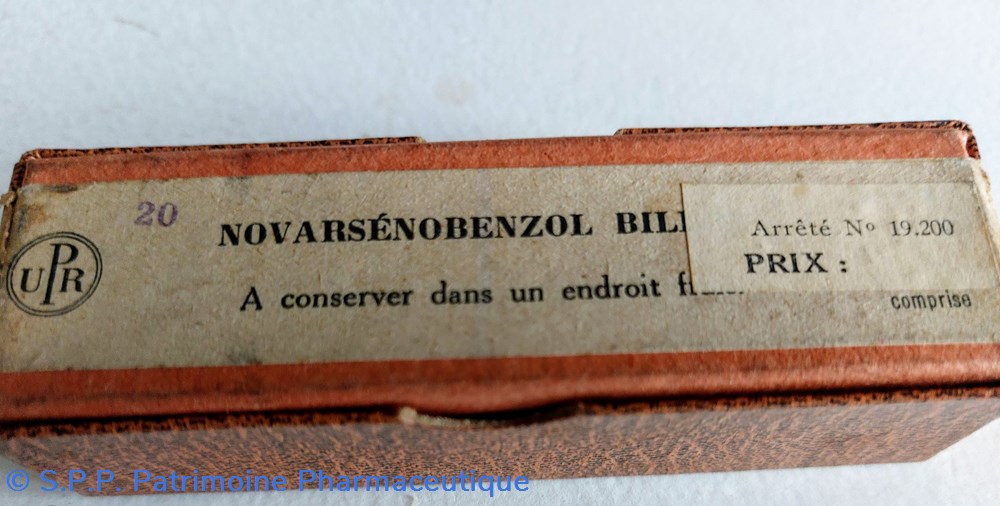 20
UPR
NOVARSÉNOBENZOL
Arrêté Nº 19.200
PRIX :
A conserver dans un endroit
comprise
© S.P.P. Patrimoine Pharmaceutique